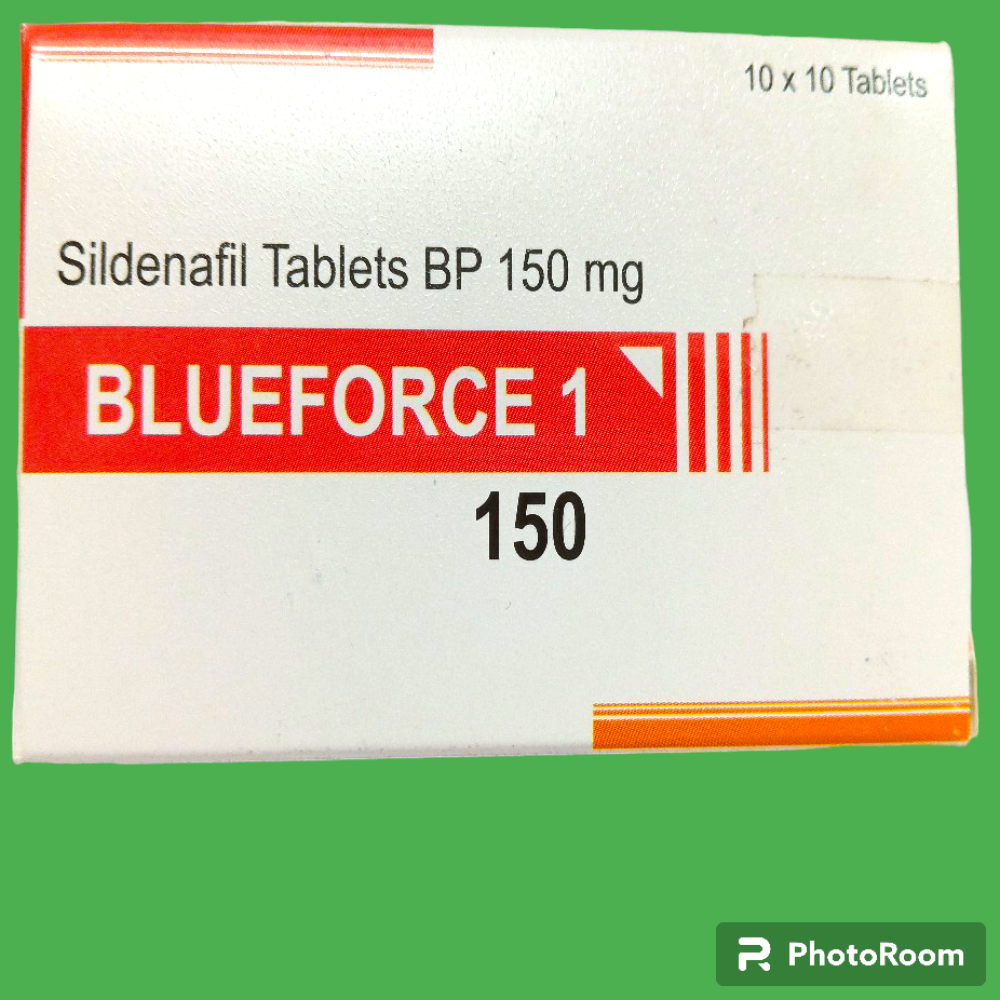 10 x 10 Tablets
Sildenafil Tablets BP 150 mg
BLUEFORCE 1
150
PhotoRoom